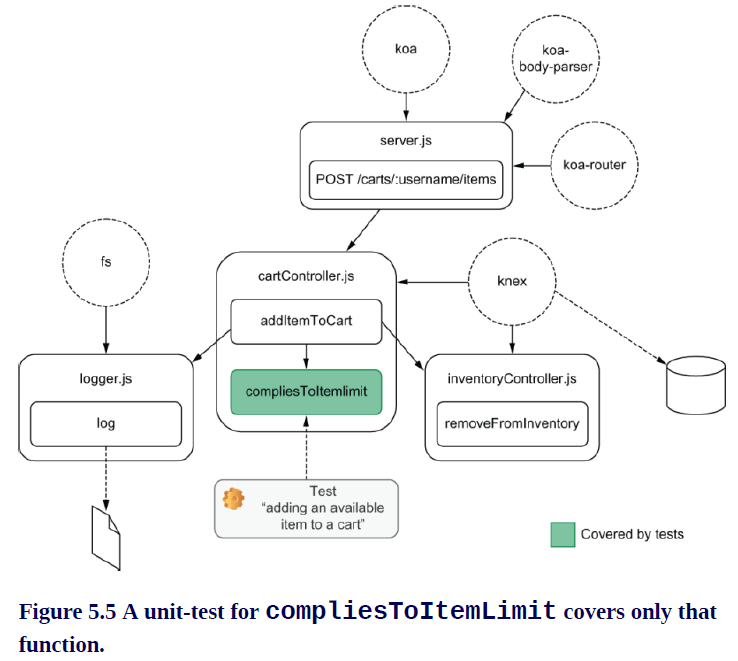 koa
koa-
body-parser
server.js
POST /carts/:username/items
koa-router
fs
cartController.js
knex
addItemToCart
logger.js
compliesToItemlimit
inventoryController.js
log
removeFromInventory
Test
“adding an available
item to a cart”
Covered by tests
Figure 5.5 A unit-test for compliesToItemLimit covers only that
function.